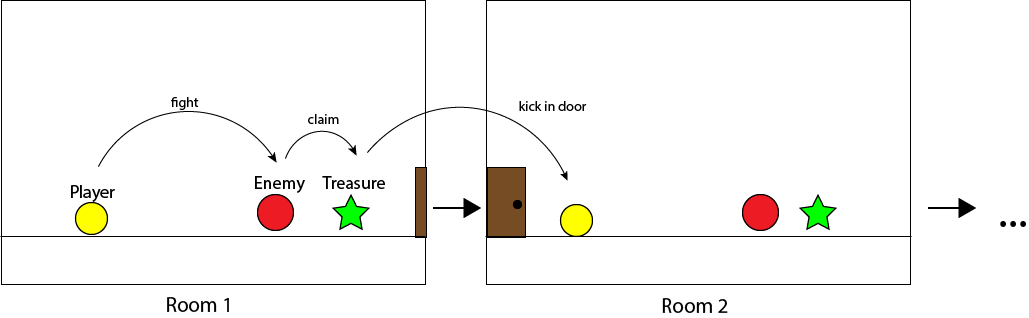 fight
claim
kick in door
Player
Enemy
Treasure
...
Room 1
Room 2